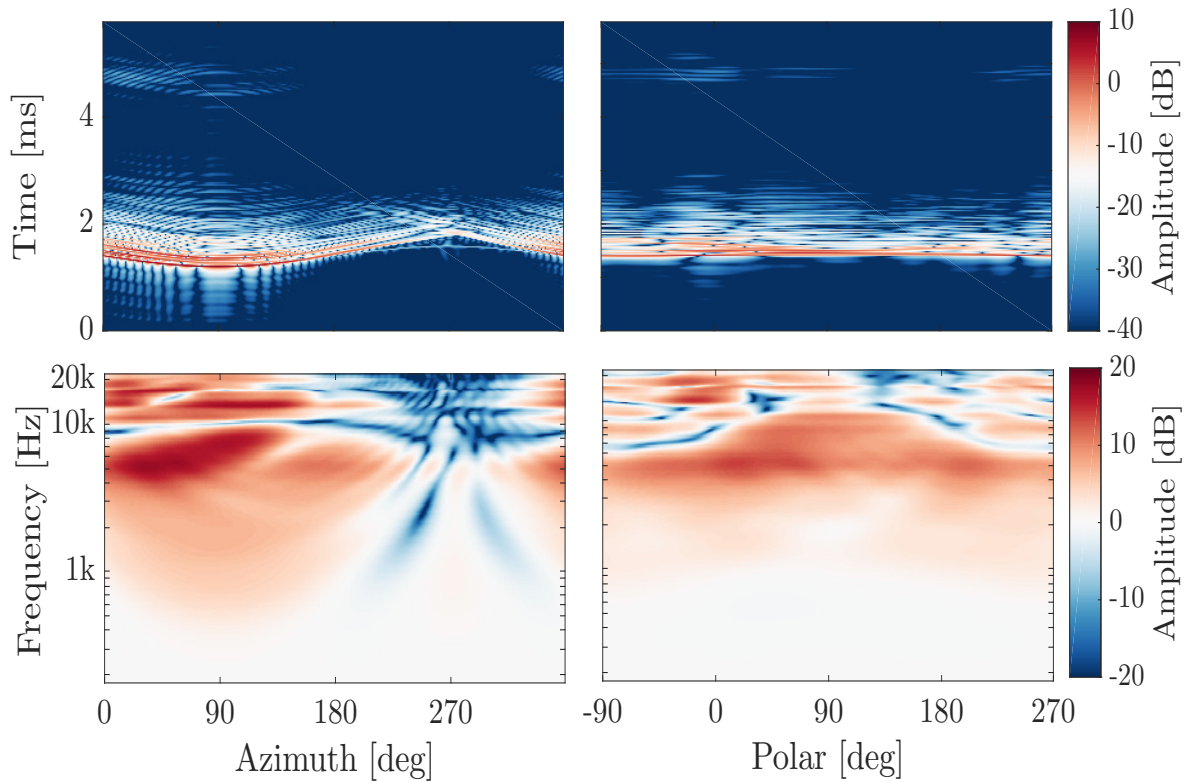 Time [ms]
4
2
0
10
0
-10
-20
-30
-40
Amplitude [dB]
Frequency [Hz]
20k
10k
1k
20
10
0
-10
-20
Amplitude [dB]
0 90 180 270
-90 0 90 180 270
Azimuth [deg]
Polar [deg]